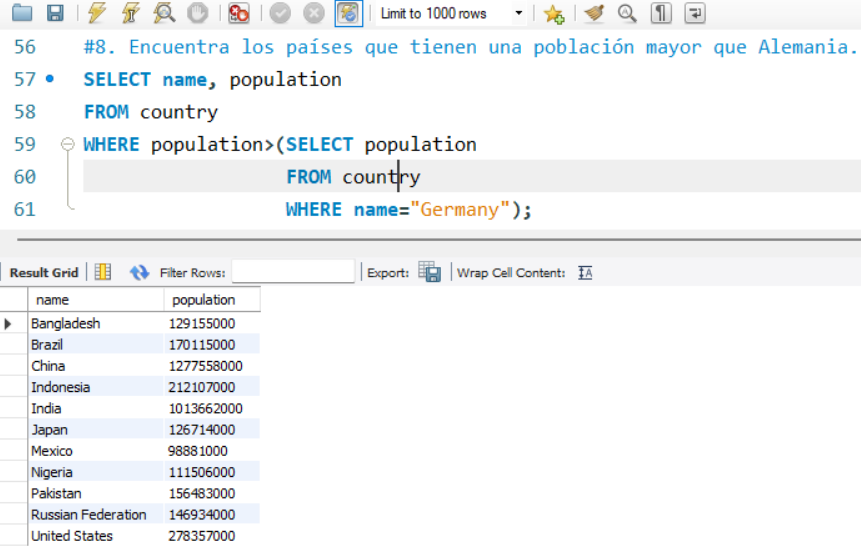 Limit to 1000 rows
56 #8. Encuentra los países que tienen una población mayor que Alemania.
57 SELECT name, population
58 FROM country
59 WHERE population>(SELECT population
60 FROM country
61 WHERE name="Germany");
Result Grid Filter Rows: Export: Wrap Cell Content:
name population
Bangladesh 129155000
Brazil 170115000
China 1277558000
Indonesia 212107000
India 1013662000
Japan 126714000
Mexico 98881000
Nigeria 111506000
Pakistan 156483000
Russian Federation 146934000
United States 278357000